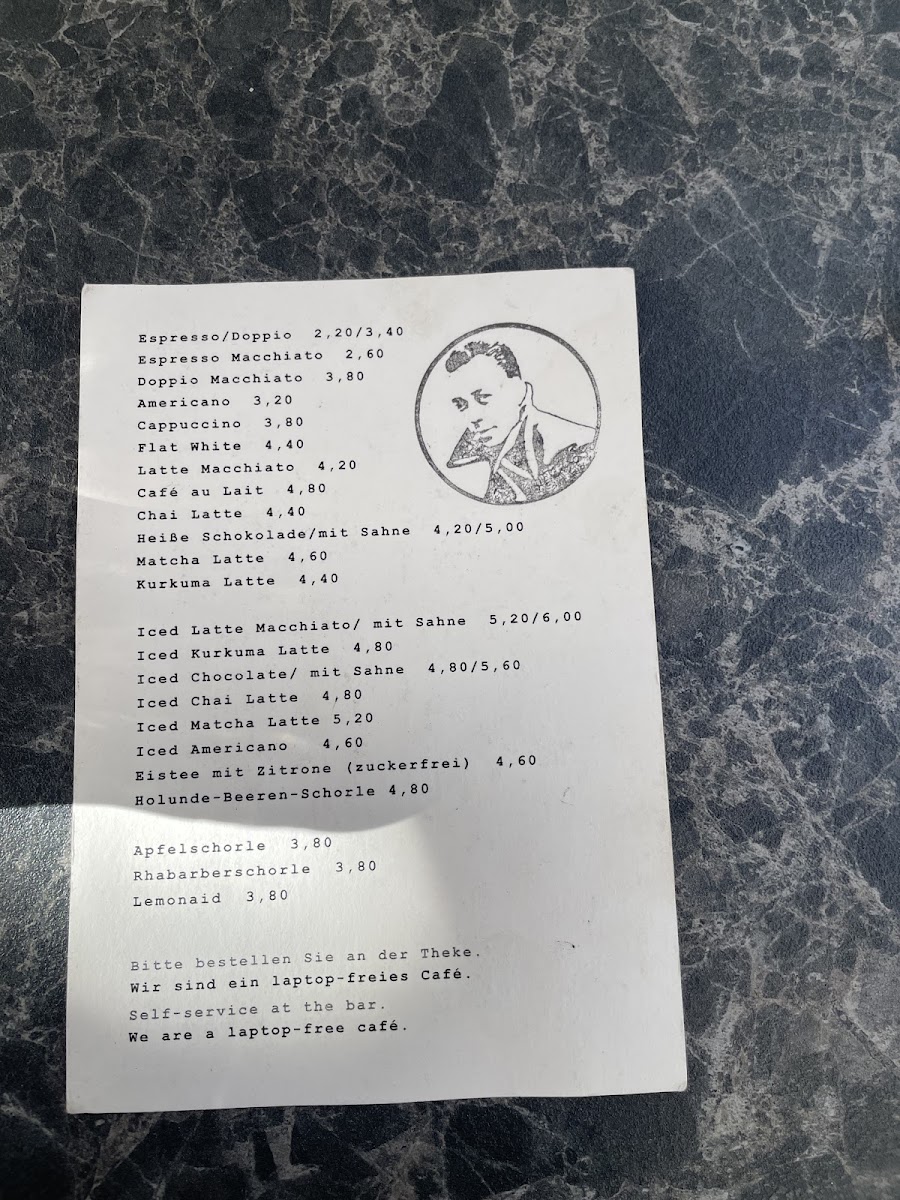 Espresso/Doppio 2,20/3,40
Espresso Macchiato 2,60
Doppio Macchiato 3,80
Americano 3,20
Cappuccino 3,80
Flat White 4,40
Latte Macchiato 4,20
Café au Lait 4,80
Chai Latte 4,40
Heiße Schokolade/mit Sahne 4,20/5,00
Matcha Latte 4,60
Kurkuma Latte 4,40
Iced Latte Macchiato/ mit Sahne 5,20/6,00
Iced Kurkuma Latte 4,80
Iced Chocolate/ mit Sahne 4,80/5,60
Iced Chai Latte 4,80
Iced Matcha Latte 5,20
Iced Americano 4,60
Eistee mit Zitrone (zuckerfrei) 4,60
Holunde-Beeren-Schorle 4,80
Apfelschorle 3,80
Rhabarberschorle 3,80
Lemonaid 3,80
Bitte bestellen Sie an der Theke.
Wir sind ein laptop-freies Café.
Self-service at the bar.
We are a laptop-free café.